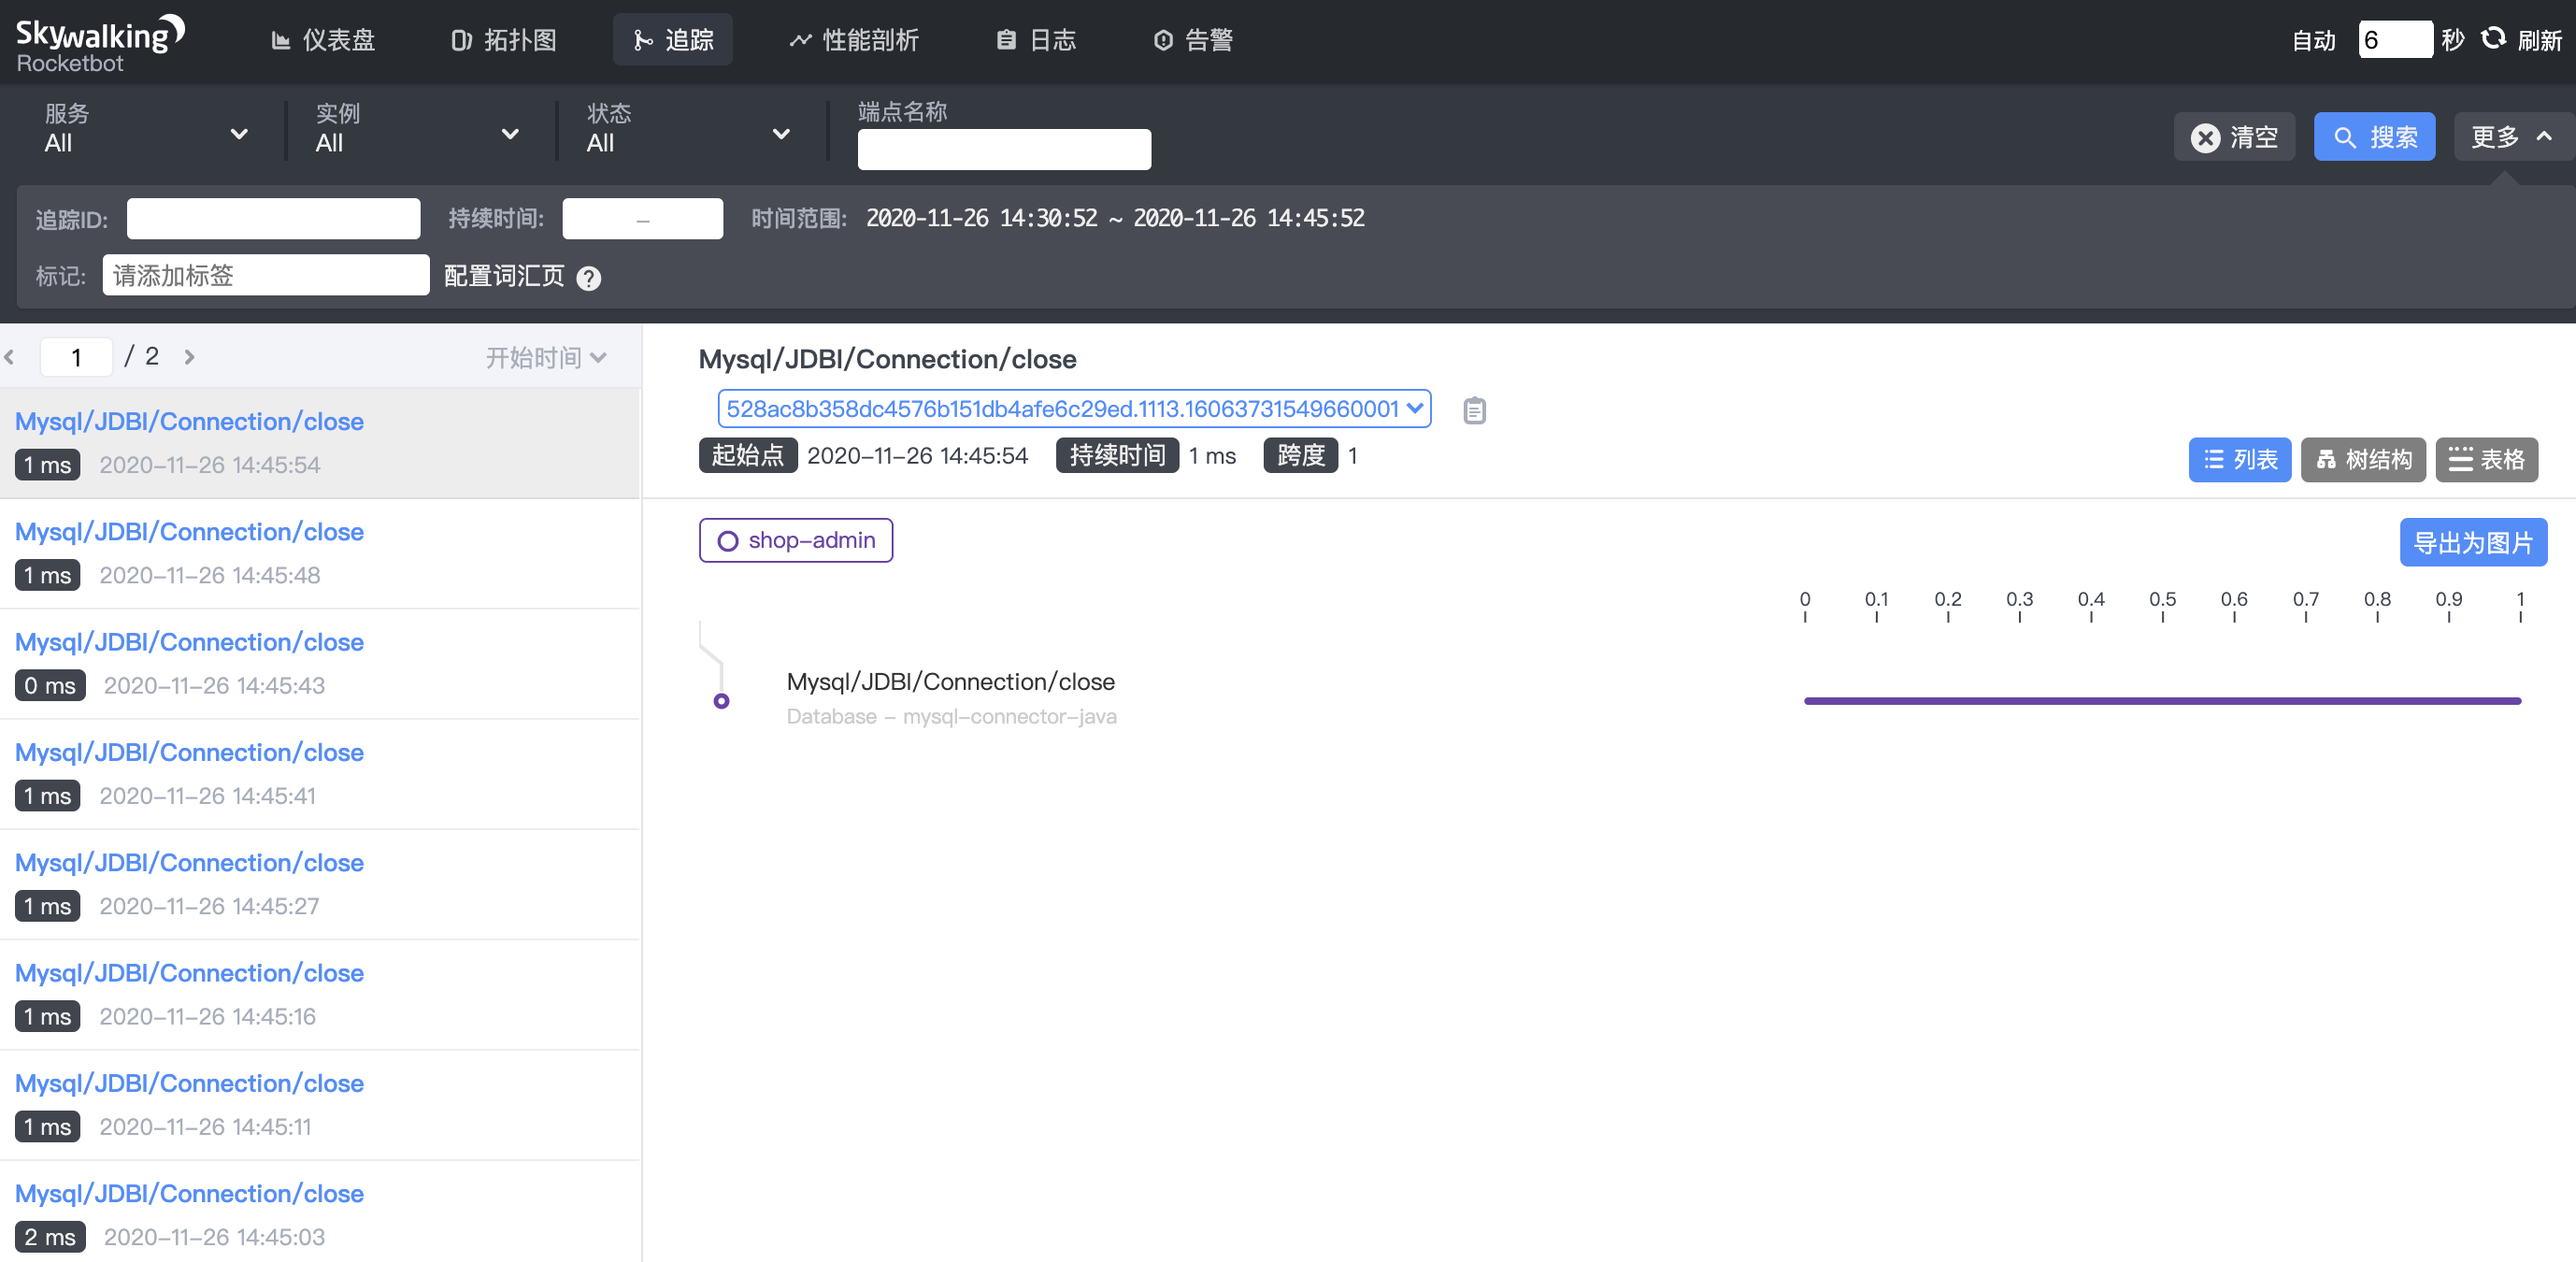 Skywalking
Rocketbot
仪表盘
拓扑图
追踪
性能剖析
日志
告警
自动 6 秒 刷新
服务
All
实例
All
状态
All
端点名称
清空
搜索
更多
追踪ID:
持续时间: –
时间范围: 2020-11-26 14:30:52 ~ 2020-11-26 14:45:52
标记: 请添加标签
配置词汇页 ?
1 / 2
开始时间
Mysql/JDBI/Connection/close
1 ms 2020-11-26 14:45:54
Mysql/JDBI/Connection/close
1 ms 2020-11-26 14:45:48
Mysql/JDBI/Connection/close
0 ms 2020-11-26 14:45:43
Mysql/JDBI/Connection/close
1 ms 2020-11-26 14:45:41
Mysql/JDBI/Connection/close
1 ms 2020-11-26 14:45:27
Mysql/JDBI/Connection/close
1 ms 2020-11-26 14:45:16
Mysql/JDBI/Connection/close
1 ms 2020-11-26 14:45:11
Mysql/JDBI/Connection/close
2 ms 2020-11-26 14:45:03
Mysql/JDBI/Connection/close
528ac8b358dc4576b151db4afe6c29ed.1113.16063731549660001
起始点 2020-11-26 14:45:54 持续时间 1 ms 跨度 1
列表
树结构
表格
shop-admin
导出为图片
0 0.1 0.2 0.3 0.4 0.5 0.6 0.7 0.8 0.9 1
Mysql/JDBI/Connection/close
Database - mysql-connector-java